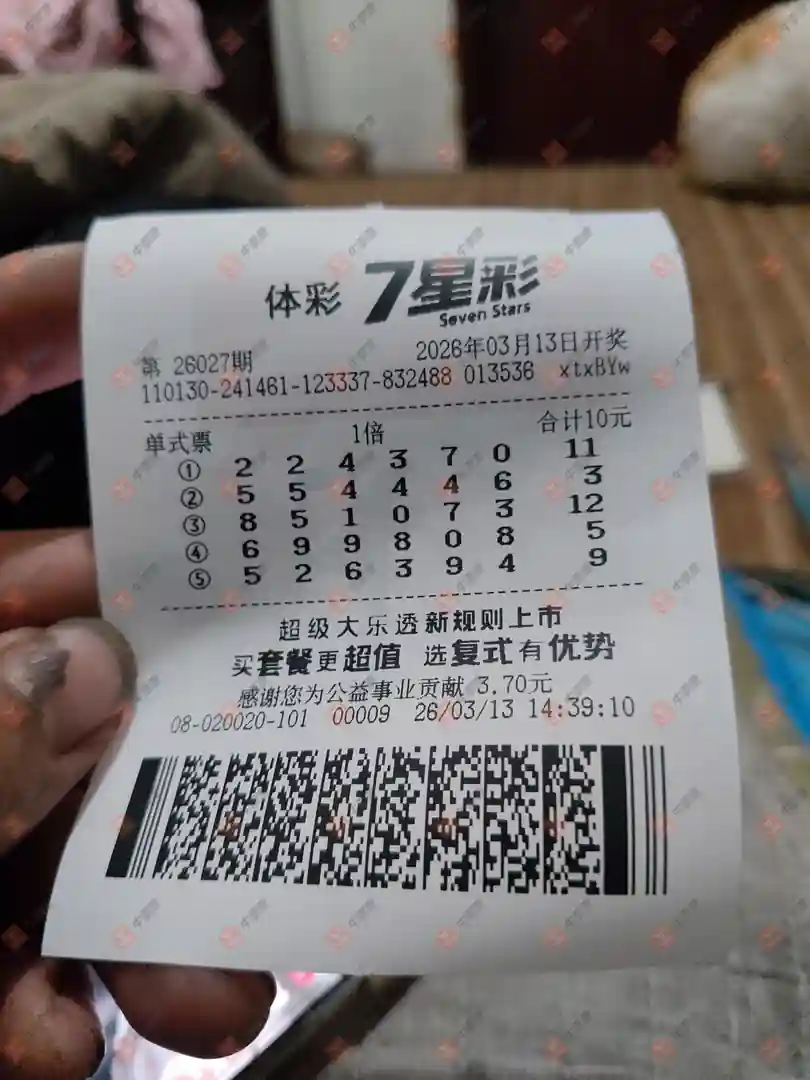 体彩 7星彩
Seven Stars
第 26027期 2026年03月13日开奖
110130-241461-123337-832488 013536 xtxBYw
单式票 1倍 合计10元
① 2 2 4 3 7 0 11
② 5 5 4 4 4 6 3
③ 8 5 1 0 7 3 12
④ 6 9 9 8 0 8 5
⑤ 5 2 6 3 9 4 9
超级大乐透新规则上市
买套餐更超值 选复式有优势
感谢您为公益事业贡献 3.70元
08-020020-101 00009 26/03/13 14:39:10